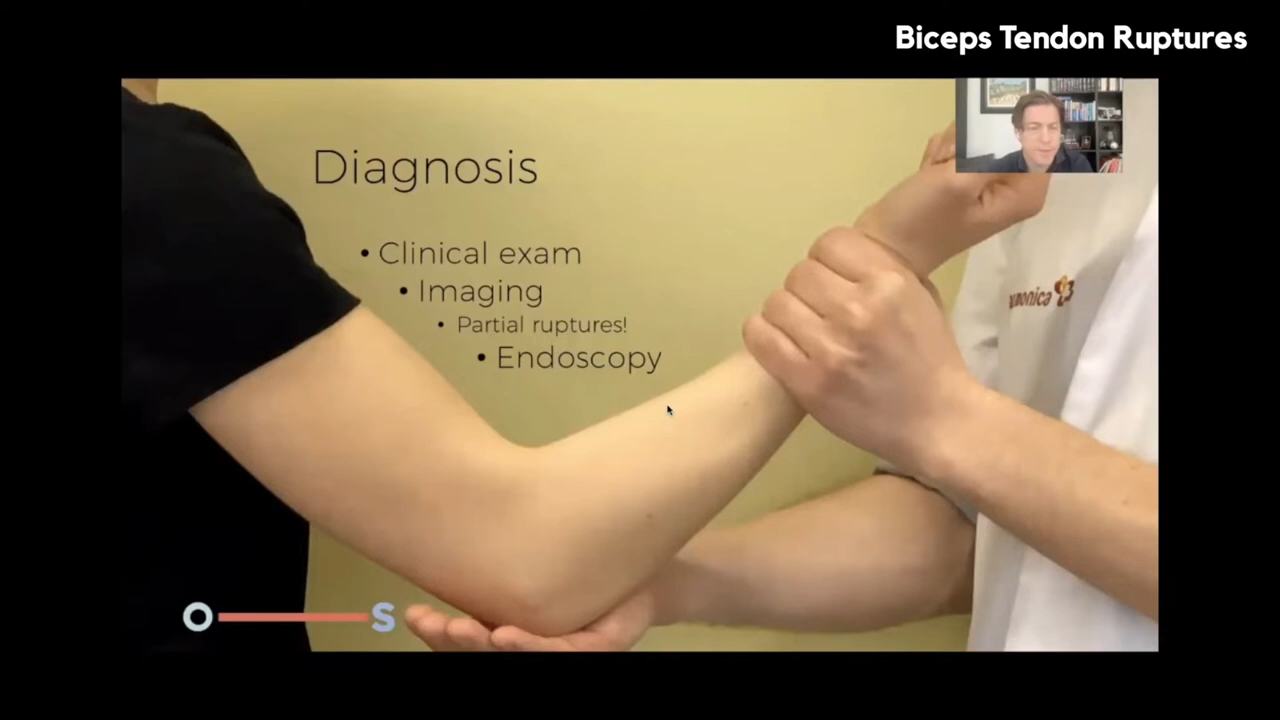 Biceps Tendon Ruptures
Diagnosis
• Clinical exam
• Imaging
• Partial ruptures!
• Endoscopy
O S